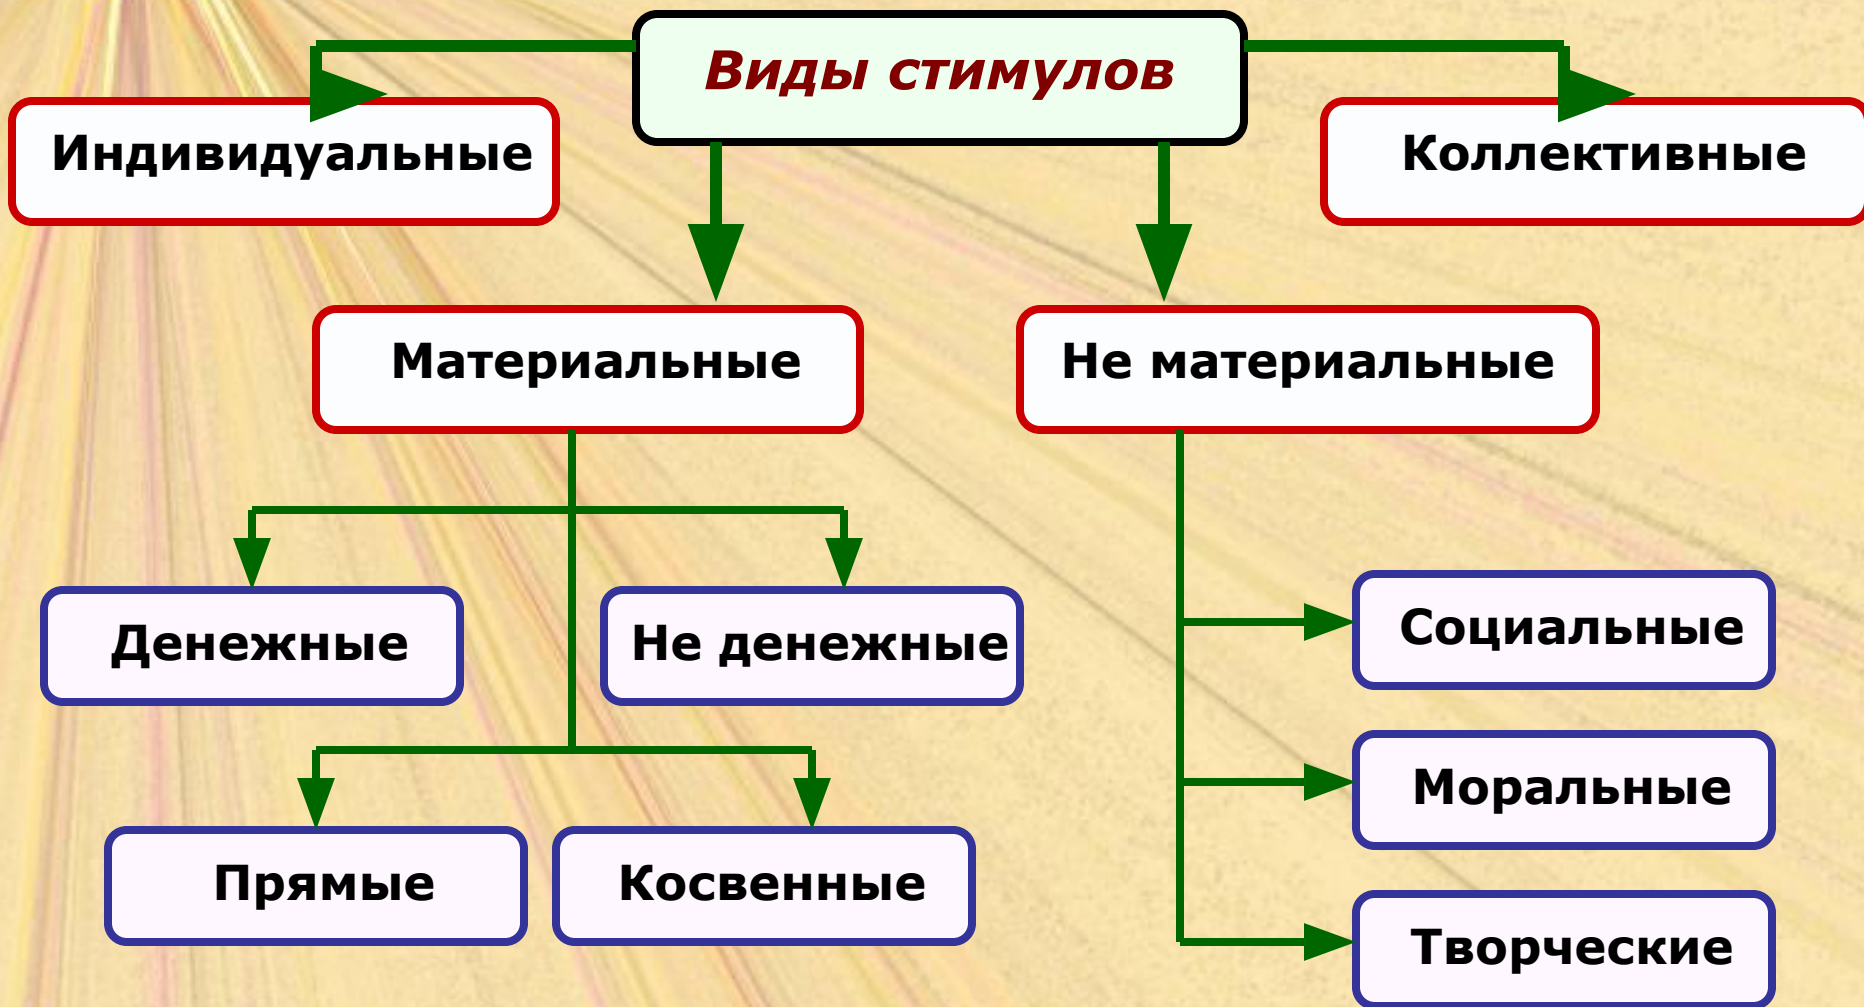 Виды стимулов
Индивидуальные
Коллективные
Материальные
Не материальные
Денежные
Не денежные
Социальные
Моральные
Прямые
Косвенные
Творческие